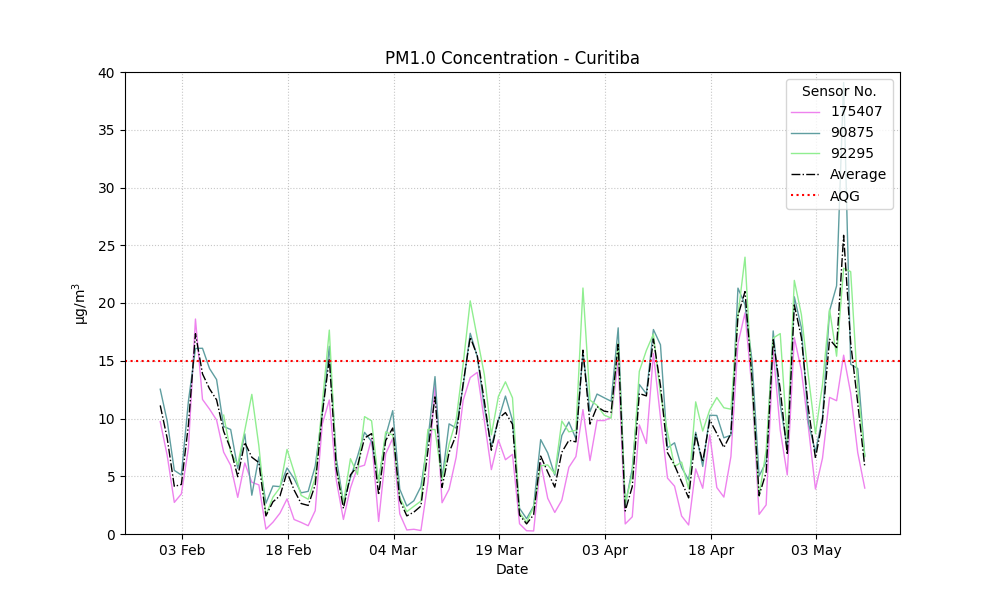 PM1.0 Concentration - Curitiba
40
35
30
25
20
15
10
5
0
µg/m³
Sensor No.
175407
90875
92295
Average
AQG
03 Feb
18 Feb
04 Mar
19 Mar
03 Apr
18 Apr
03 May
Date